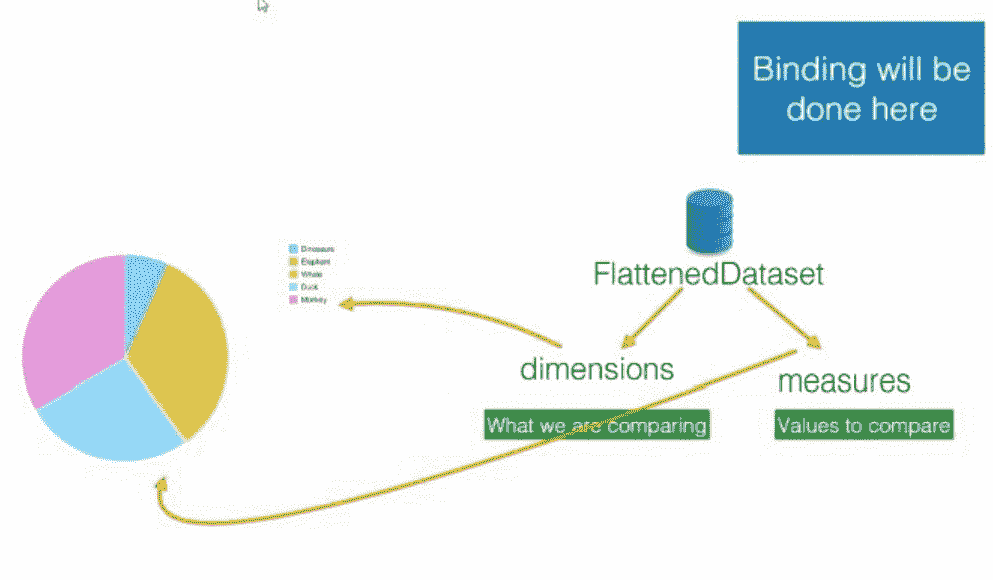 Binding will be
done here
Dinosaurs
Elephant
Whale
Duck
Monkey
FlattenedDataset
dimensions
measures
What we are comparing
Values to compare